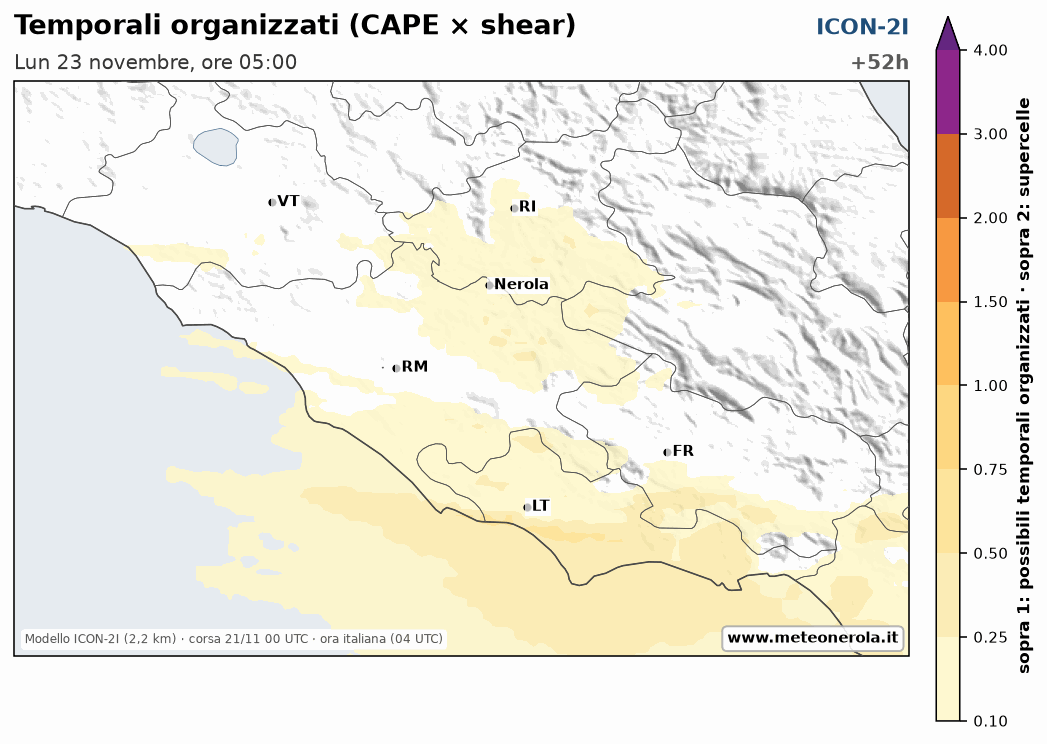 Temporali organizzati (CAPE × shear)
ICON-2I
Lun 23 novembre, ore 05:00
+52h
VT
RI
Nerola
RM
FR
LT
Modello ICON-2I (2,2 km) · corsa 21/11 00 UTC · ora italiana (04 UTC)
www.meteonerola.it
4.00
3.00
2.00
1.50
1.00
0.75
0.50
0.25
0.10
sopra 1: possibili temporali organizzati · sopra 2: supercelle